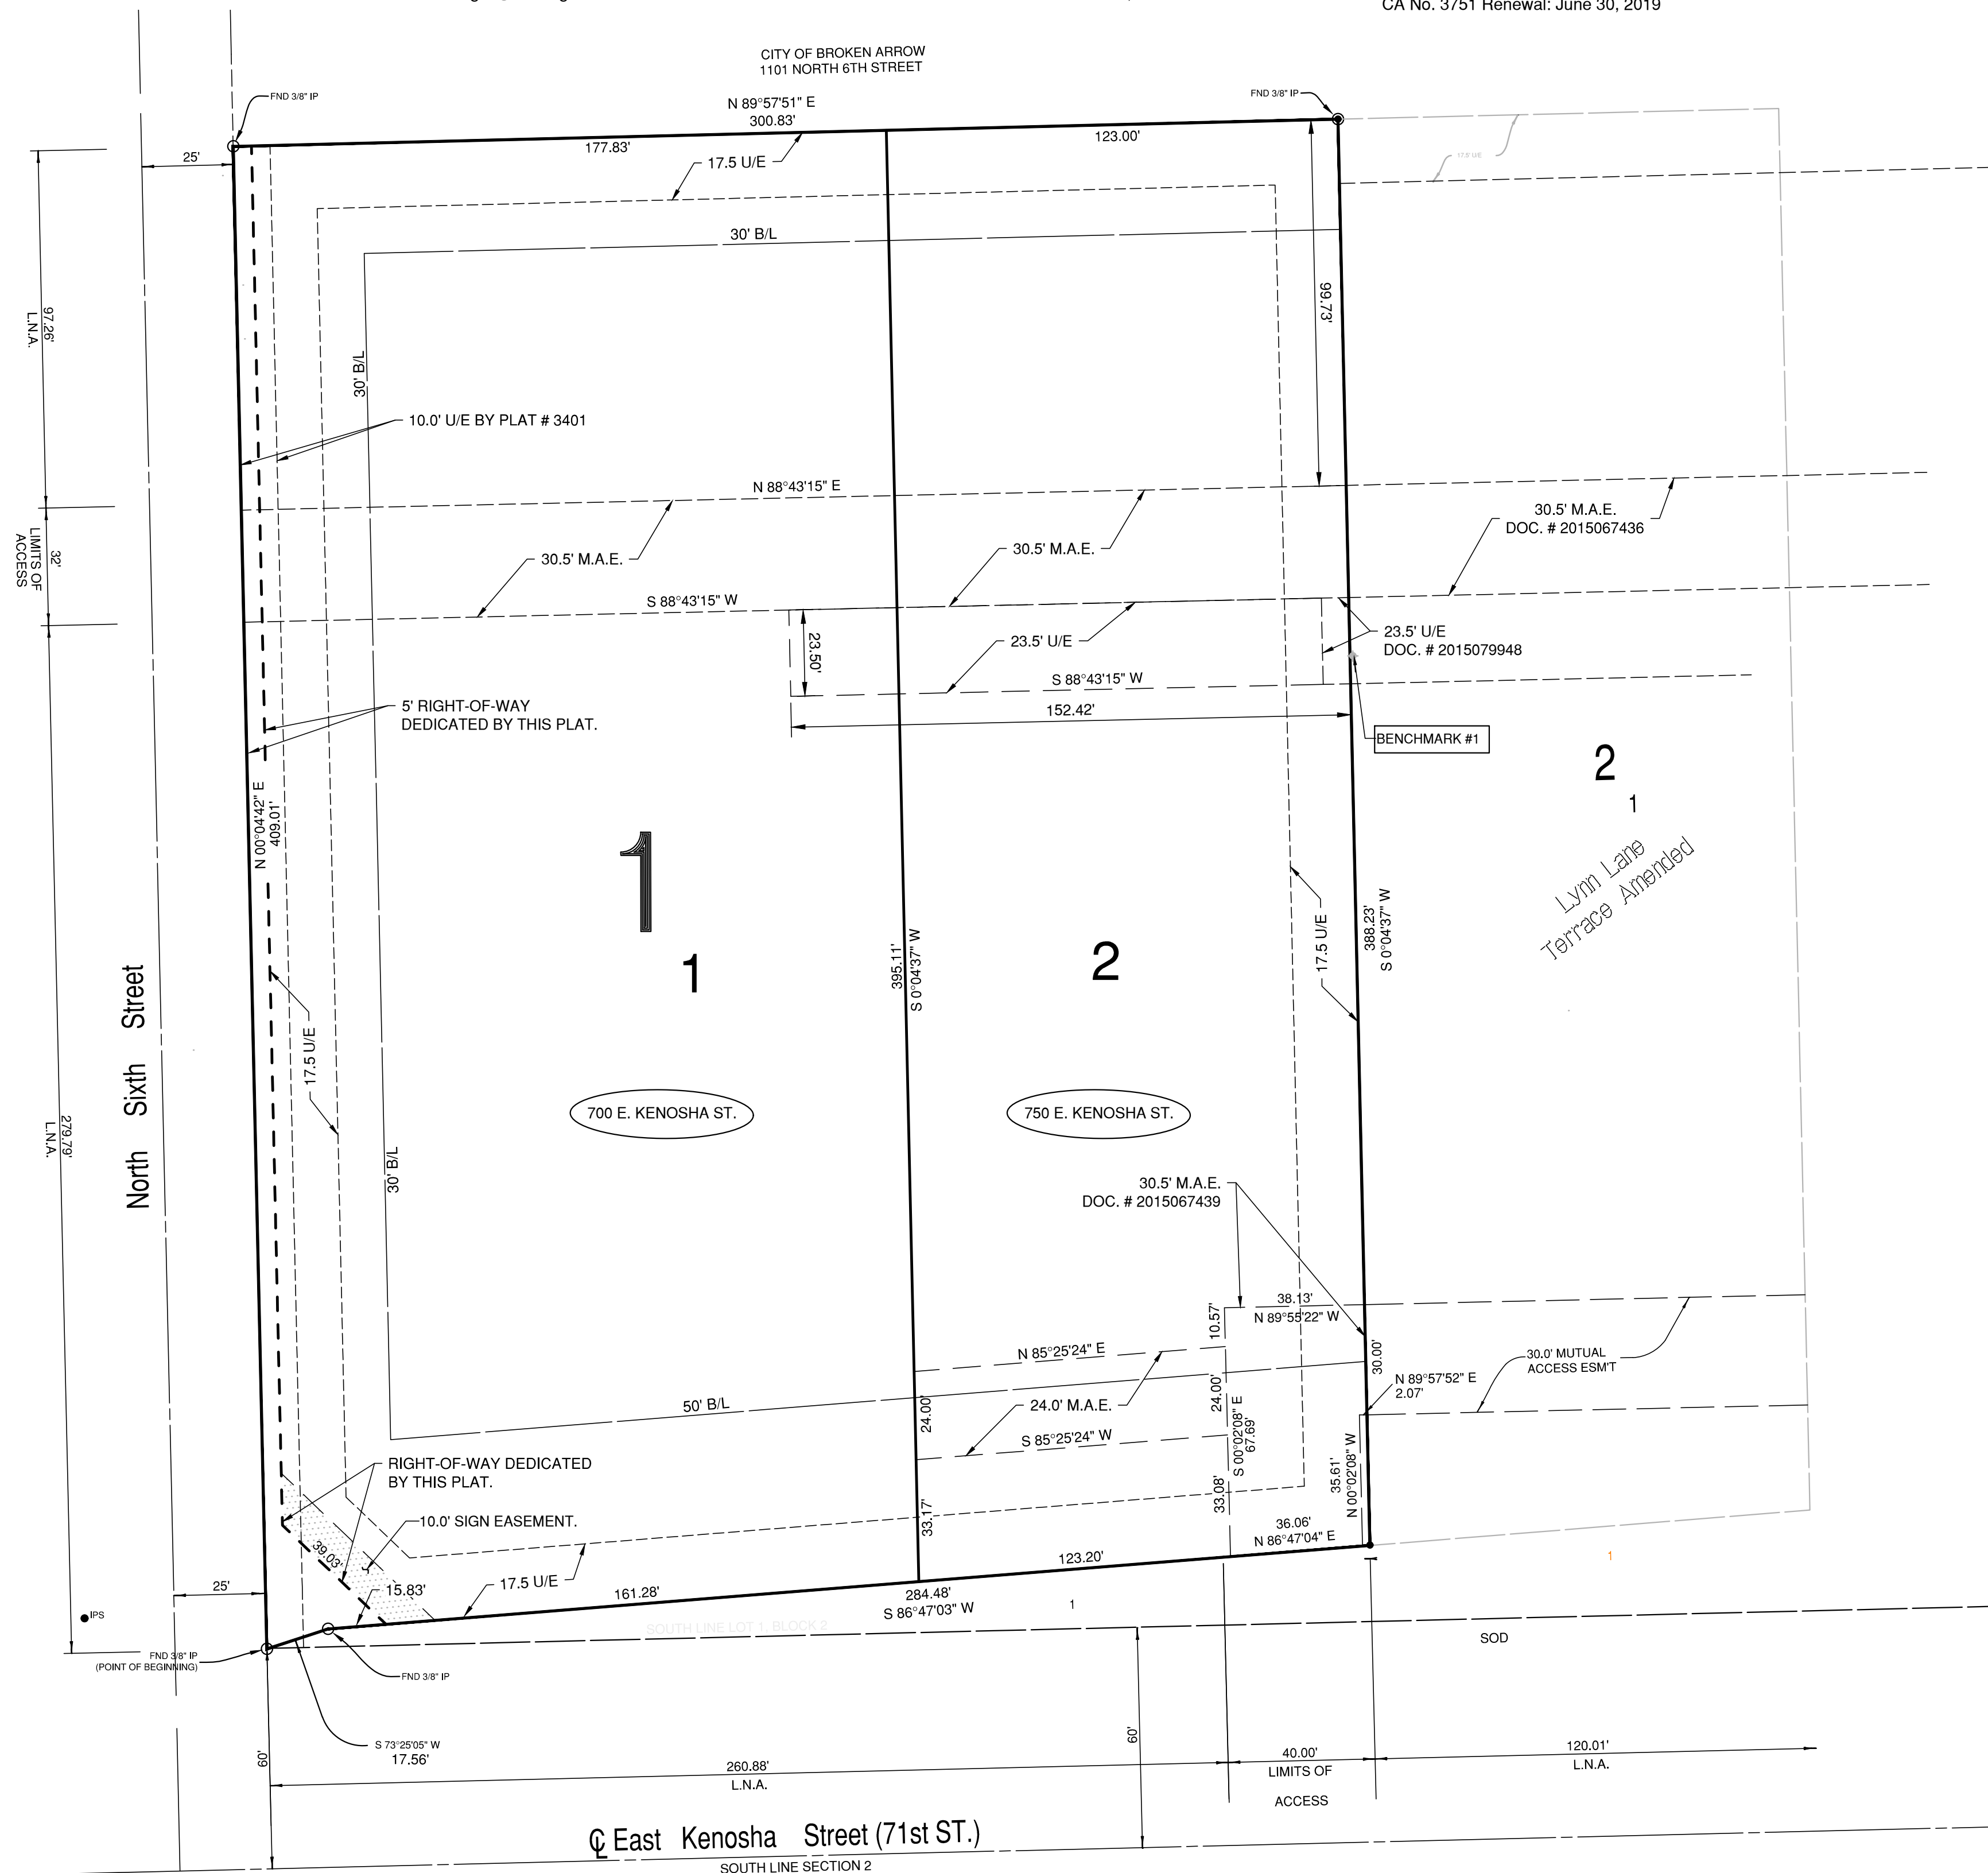 CA No. 3751 Renewal: June 30, 2019
CITY OF BROKEN ARROW
1101 NORTH 6TH STREET
FND 3/8" IP
N 89°57'51" E
300.83'
FND 3/8" IP
25'
177.83'
123.00'
17.5 U/E
17.5' U/E
30' B/L
99.73'
97.26'
L.N.A.
30' B/L
10.0' U/E BY PLAT # 3401
N 88°43'15" E
30.5' M.A.E.
DOC. # 2015067436
32'
LIMITS OF
ACCESS
30.5' M.A.E.
30.5' M.A.E.
S 88°43'15" W
23.50'
23.5' U/E
23.5' U/E
DOC. # 2015079948
S 88°43'15" W
152.42'
5' RIGHT-OF-WAY
DEDICATED BY THIS PLAT.
BENCHMARK #1
2
1
N 00°04'42" E
409.01'
1
Lynn Lane
Terrace Amended
388.23'
S 0°04'37" W
17.5 U/E
1
2
395.11'
S 0°04'37" W
North Sixth Street
17.5 U/E
700 E. KENOSHA ST.
750 E. KENOSHA ST.
279.79'
L.N.A.
30' B/L
30.5' M.A.E.
DOC. # 2015067439
38.13'
N 89°55'22" W
10.57'
N 85°25'24" E
30.00'
30.0' MUTUAL
ACCESS ESM'T
N 89°57'52" E
2.07'
50' B/L
24.00'
24.0' M.A.E.
24.00'
S 00°02'08" E
67.69'
S 85°25'24" W
35.61'
N 00°02'08" W
RIGHT-OF-WAY DEDICATED
BY THIS PLAT.
33.17'
33.08'
10.0' SIGN EASEMENT.
36.06'
N 86°47'04" E
39.03'
123.20'
1
25'
15.83'
17.5 U/E
161.28'
284.48'
S 86°47'03" W
1
IPS
SOUTH LINE LOT 1, BLOCK 2
SOD
FND 3/8" IP
(POINT OF BEGINNING)
FND 3/8" IP
S 73°25'05" W
17.56'
60'
60'
260.88'
L.N.A.
40.00'
LIMITS OF
ACCESS
120.01'
L.N.A.
℄ East Kenosha Street (71st ST.)
SOUTH LINE SECTION 2